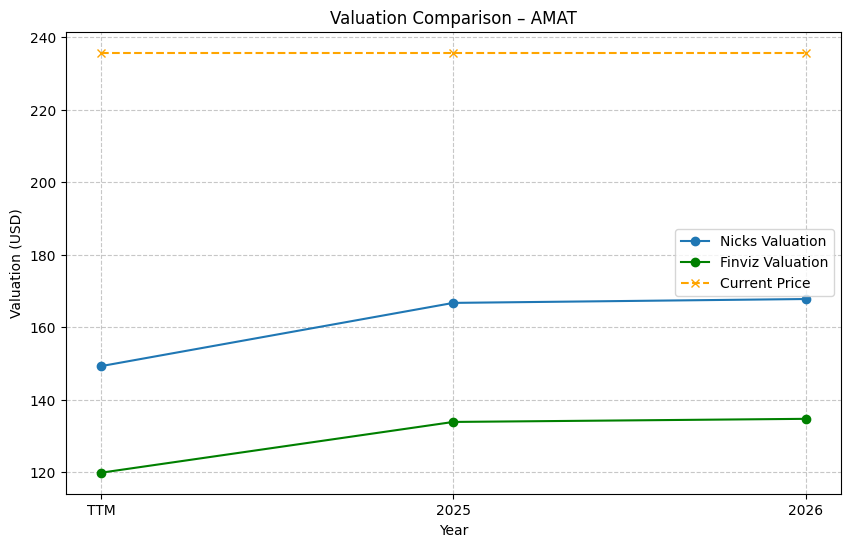 Valuation Comparison – AMAT
Valuation (USD)
240
220
200
180
160
140
120
Nicks Valuation
Finviz Valuation
Current Price
TTM
2025
2026
Year